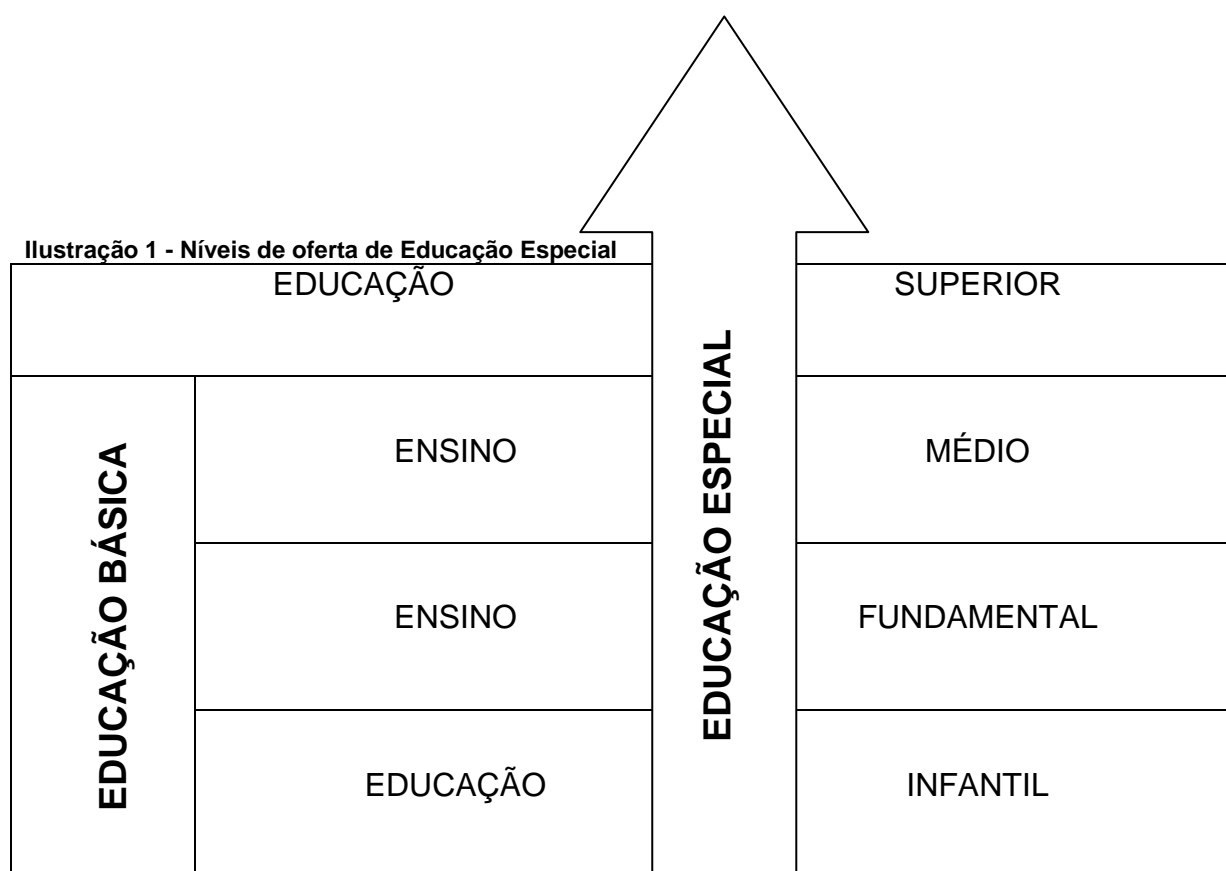 Ilustração 1 - Níveis de oferta de Educação Especial
EDUCAÇÃO SUPERIOR
EDUCAÇÃO BÁSICA
EDUCAÇÃO ESPECIAL
ENSINO MÉDIO
ENSINO FUNDAMENTAL
EDUCAÇÃO INFANTIL